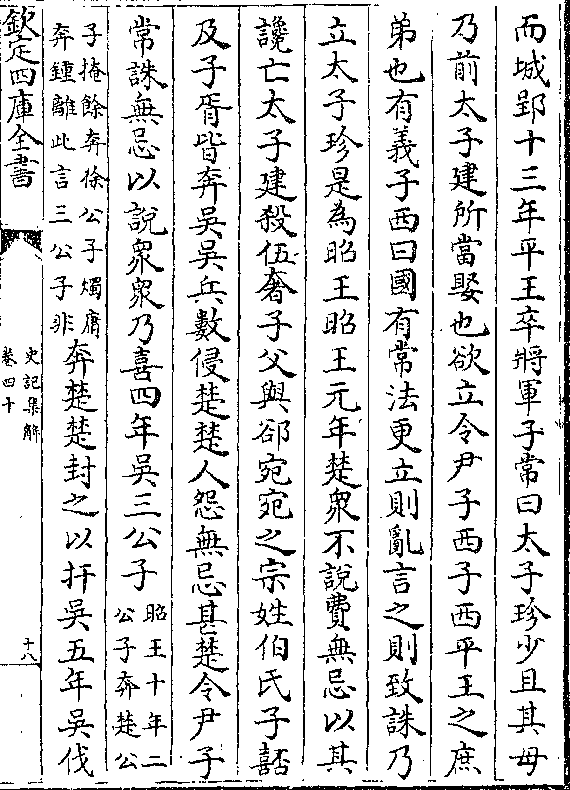 而城郢十三年平王卒將軍子常曰太子珍少且其母
乃前太子建所當娶也欲立令尹子西子西平王之庶
弟也有義子西曰國有常法更立則亂言之則致誅乃
立太子珍是為昭王昭王元年楚衆不說費無忌以其
讒亡太子建殺伍奢子父與郤宛宛之宗姓伯氏子嚭
及子胥皆奔吳吳兵數侵楚楚人怨無忌甚楚令尹子
常誅無忌以說衆衆乃喜四年吳三公子
昭王十年二
公子奔楚公
子掩餘奔徐公子燭庸
奔鍾離此言三公子非
奔楚楚封之以扞吳五年吳伐
欽定四庫全書
史記集解
卷四十
十八